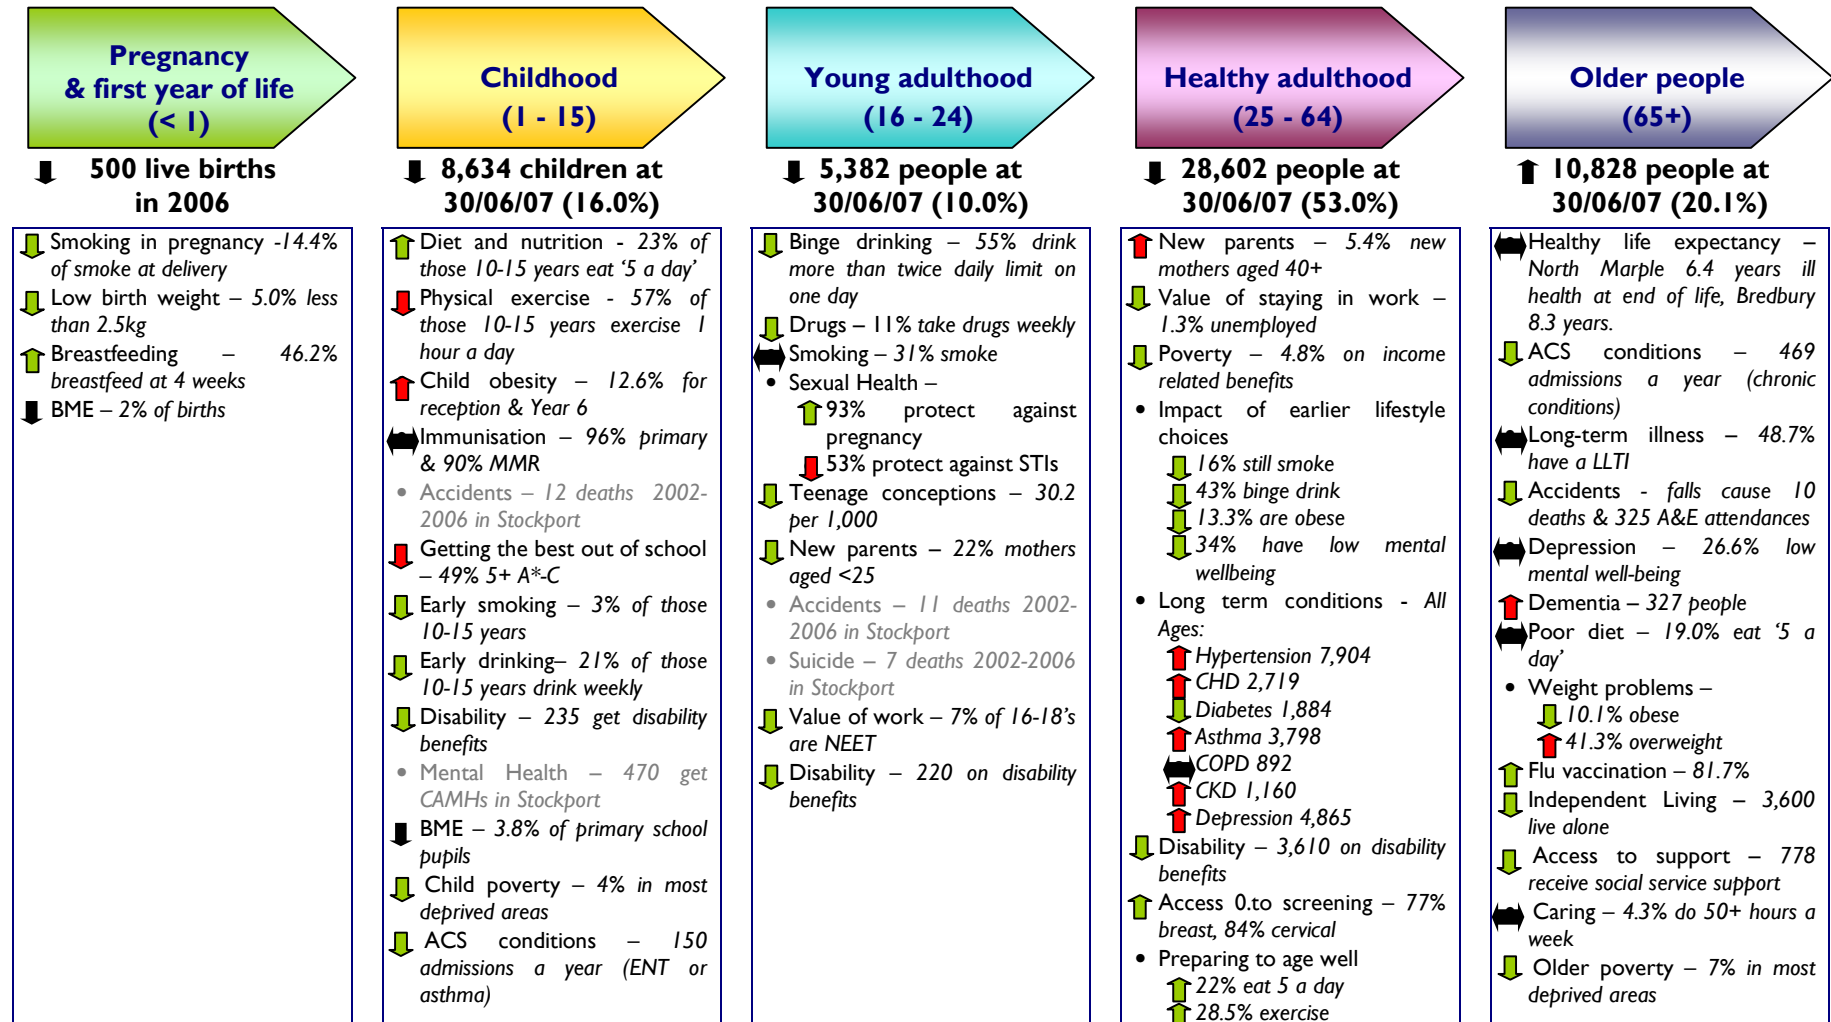 Pregnancy
& first year of life
(< 1)
500 live births
in 2006
Smoking in pregnancy -14.4%
of smoke at delivery
Low birth weight – 5.0% less
than 2.5kg
Breastfeeding – 46.2%
breastfeed at 4 weeks
BME – 2% of births
Childhood
(1 - 15)
8,634 children at
30/06/07 (16.0%)
Diet and nutrition - 23% of
those 10-15 years eat ‘5 a day’
Physical exercise - 57% of
those 10-15 years exercise 1
hour a day
Child obesity – 12.6% for
reception & Year 6
Immunisation – 96% primary
& 90% MMR
• Accidents – 12 deaths 2002-
2006 in Stockport
Getting the best out of school
– 49% 5+ A*-C
Early smoking – 3% of those
10-15 years
Early drinking– 21% of those
10-15 years drink weekly
Disability – 235 get disability
benefits
• Mental Health – 470 get
CAMHs in Stockport
BME – 3.8% of primary school
pupils
Child poverty – 4% in most
deprived areas
ACS conditions – 150
admissions a year (ENT or
asthma)
Young adulthood
(16 - 24)
5,382 people at
30/06/07 (10.0%)
Binge drinking – 55% drink
more than twice daily limit on
one day
Drugs – 11% take drugs weekly
Smoking – 31% smoke
• Sexual Health –
93% protect against
pregnancy
53% protect against STIs
Teenage conceptions – 30.2
per 1,000
New parents – 22% mothers
aged <25
• Accidents – 11 deaths 2002-
2006 in Stockport
• Suicide – 7 deaths 2002-2006
in Stockport
Value of work – 7% of 16-18’s
are NEET
Disability – 220 on disability
benefits
Healthy adulthood
(25 - 64)
28,602 people at
30/06/07 (53.0%)
New parents – 5.4% new
mothers aged 40+
Value of staying in work –
1.3% unemployed
Poverty – 4.8% on income
related benefits
• Impact of earlier lifestyle
choices
16% still smoke
43% binge drink
13.3% are obese
34% have low mental
wellbeing
• Long term conditions - All
Ages:
Hypertension 7,904
CHD 2,719
Diabetes 1,884
Asthma 3,798
COPD 892
CKD 1,160
Depression 4,865
Disability – 3,610 on disability
benefits
Access 0.to screening – 77%
breast, 84% cervical
• Preparing to age well
22% eat 5 a day
28.5% exercise
Older people
(65+)
10,828 people at
30/06/07 (20.1%)
Healthy life expectancy –
North Marple 6.4 years ill
health at end of life, Bredbury
8.3 years.
ACS conditions – 469
admissions a year (chronic
conditions)
Long-term illness – 48.7%
have a LLTI
Accidents - falls cause 10
deaths & 325 A&E attendances
Depression – 26.6% low
mental well-being
Dementia – 327 people
Poor diet – 19.0% eat ‘5 a
day’
• Weight problems –
10.1% obese
41.3% overweight
Flu vaccination – 81.7%
Independent Living – 3,600
live alone
Access to support – 778
receive social service support
Caring – 4.3% do 50+ hours a
week
Older poverty – 7% in most
deprived areas